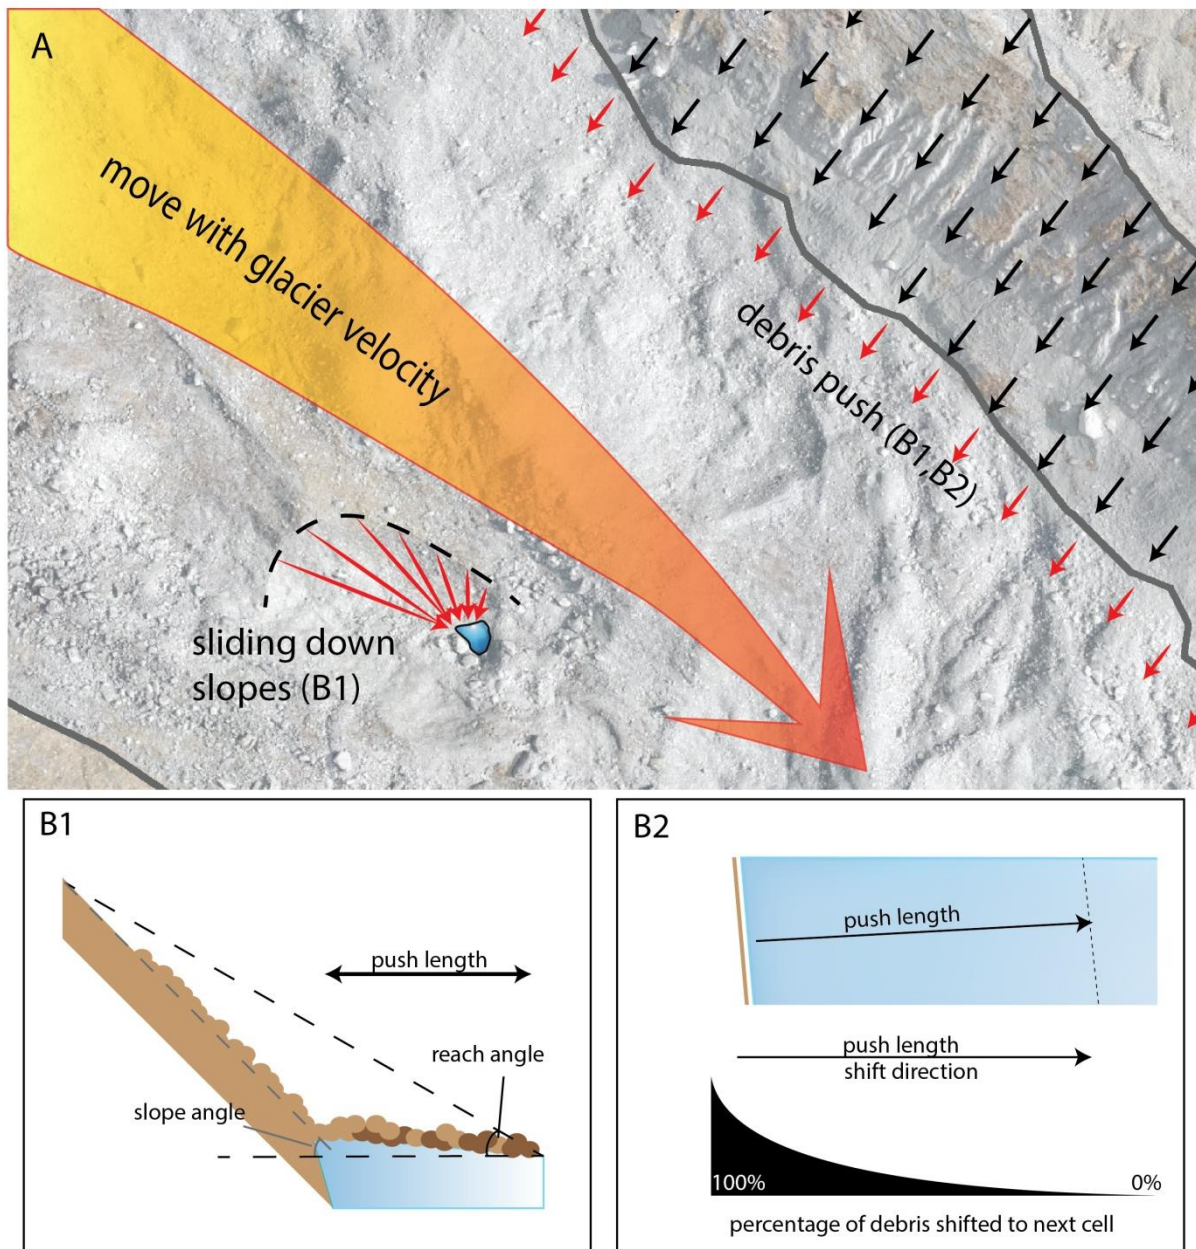 A
move with glacier velocity
debris push (B1,B2)
sliding down
slopes (B1)
B1
push length
reach angle
slope angle
B2
push length
push length
shift direction
100%
0%
percentage of debris shifted to next cell